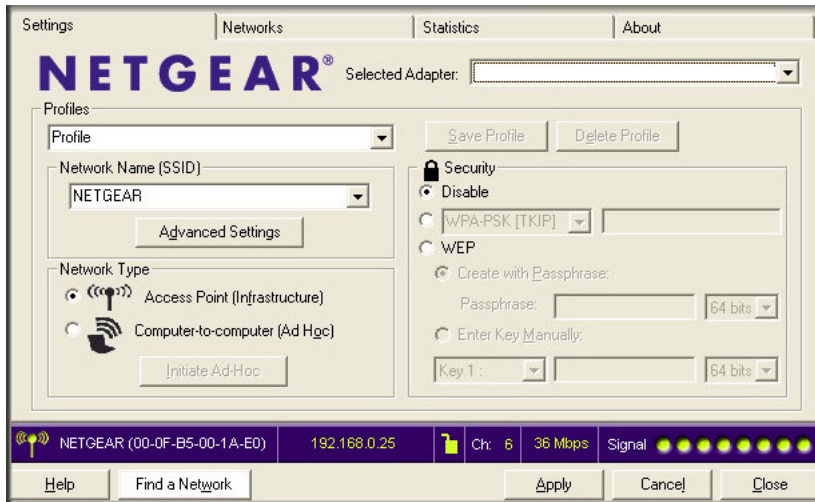 Settings Networks Statistics About
NETGEAR® Selected Adapter:
Profiles
Profile Save Profile Delete Profile
Network Name (SSID)
NETGEAR
Advanced Settings
Network Type
Access Point (Infrastructure)
Computer-to-computer (Ad Hoc)
Initiate Ad-Hoc
Security
Disable
WPA-PSK [TKIP]
WEP
Create with Passphrase:
Passphrase: 64 bits
Enter Key Manually:
Key 1 : 64 bits
NETGEAR (00-0F-B5-00-1A-E0) 192.168.0.25 Ch: 6 36 Mbps Signal
Help Find a Network Apply Cancel Close